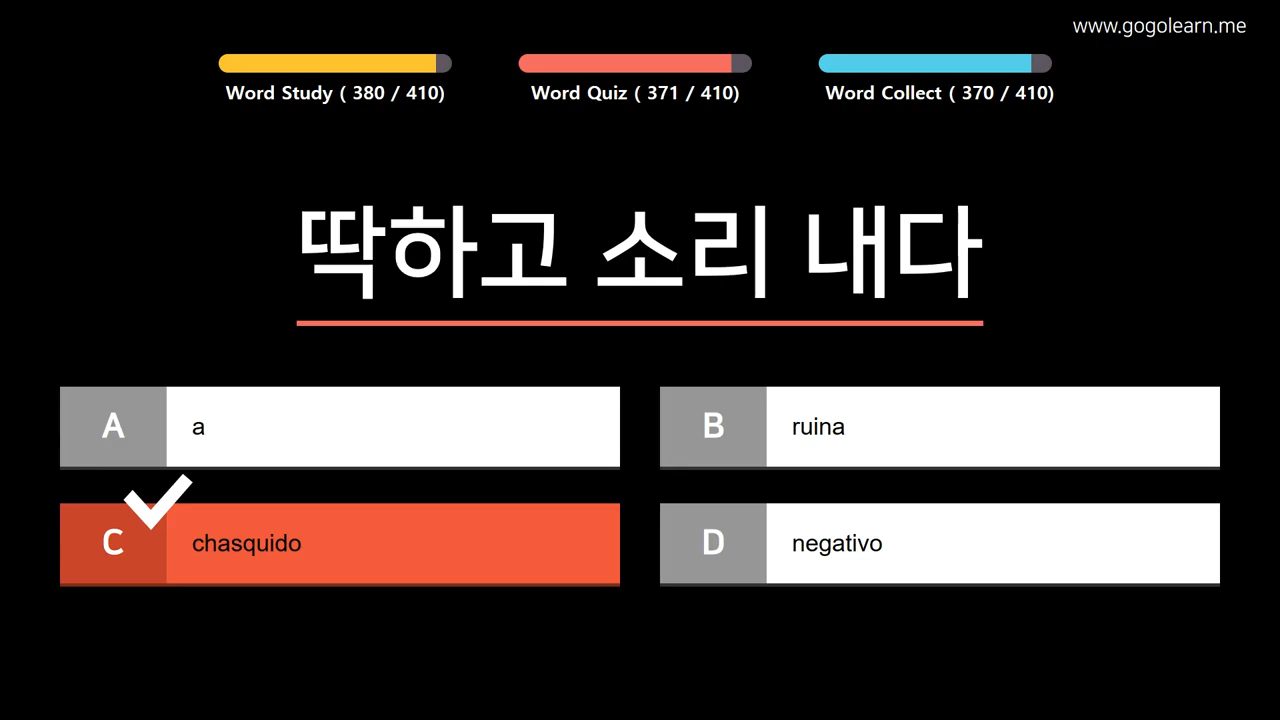 www.gogolearn.me
Word Study ( 380 / 410)
Word Quiz ( 371 / 410)
Word Collect ( 370 / 410)
딱하고 소리 내다
A a
B ruina
C chasquido
D negativo